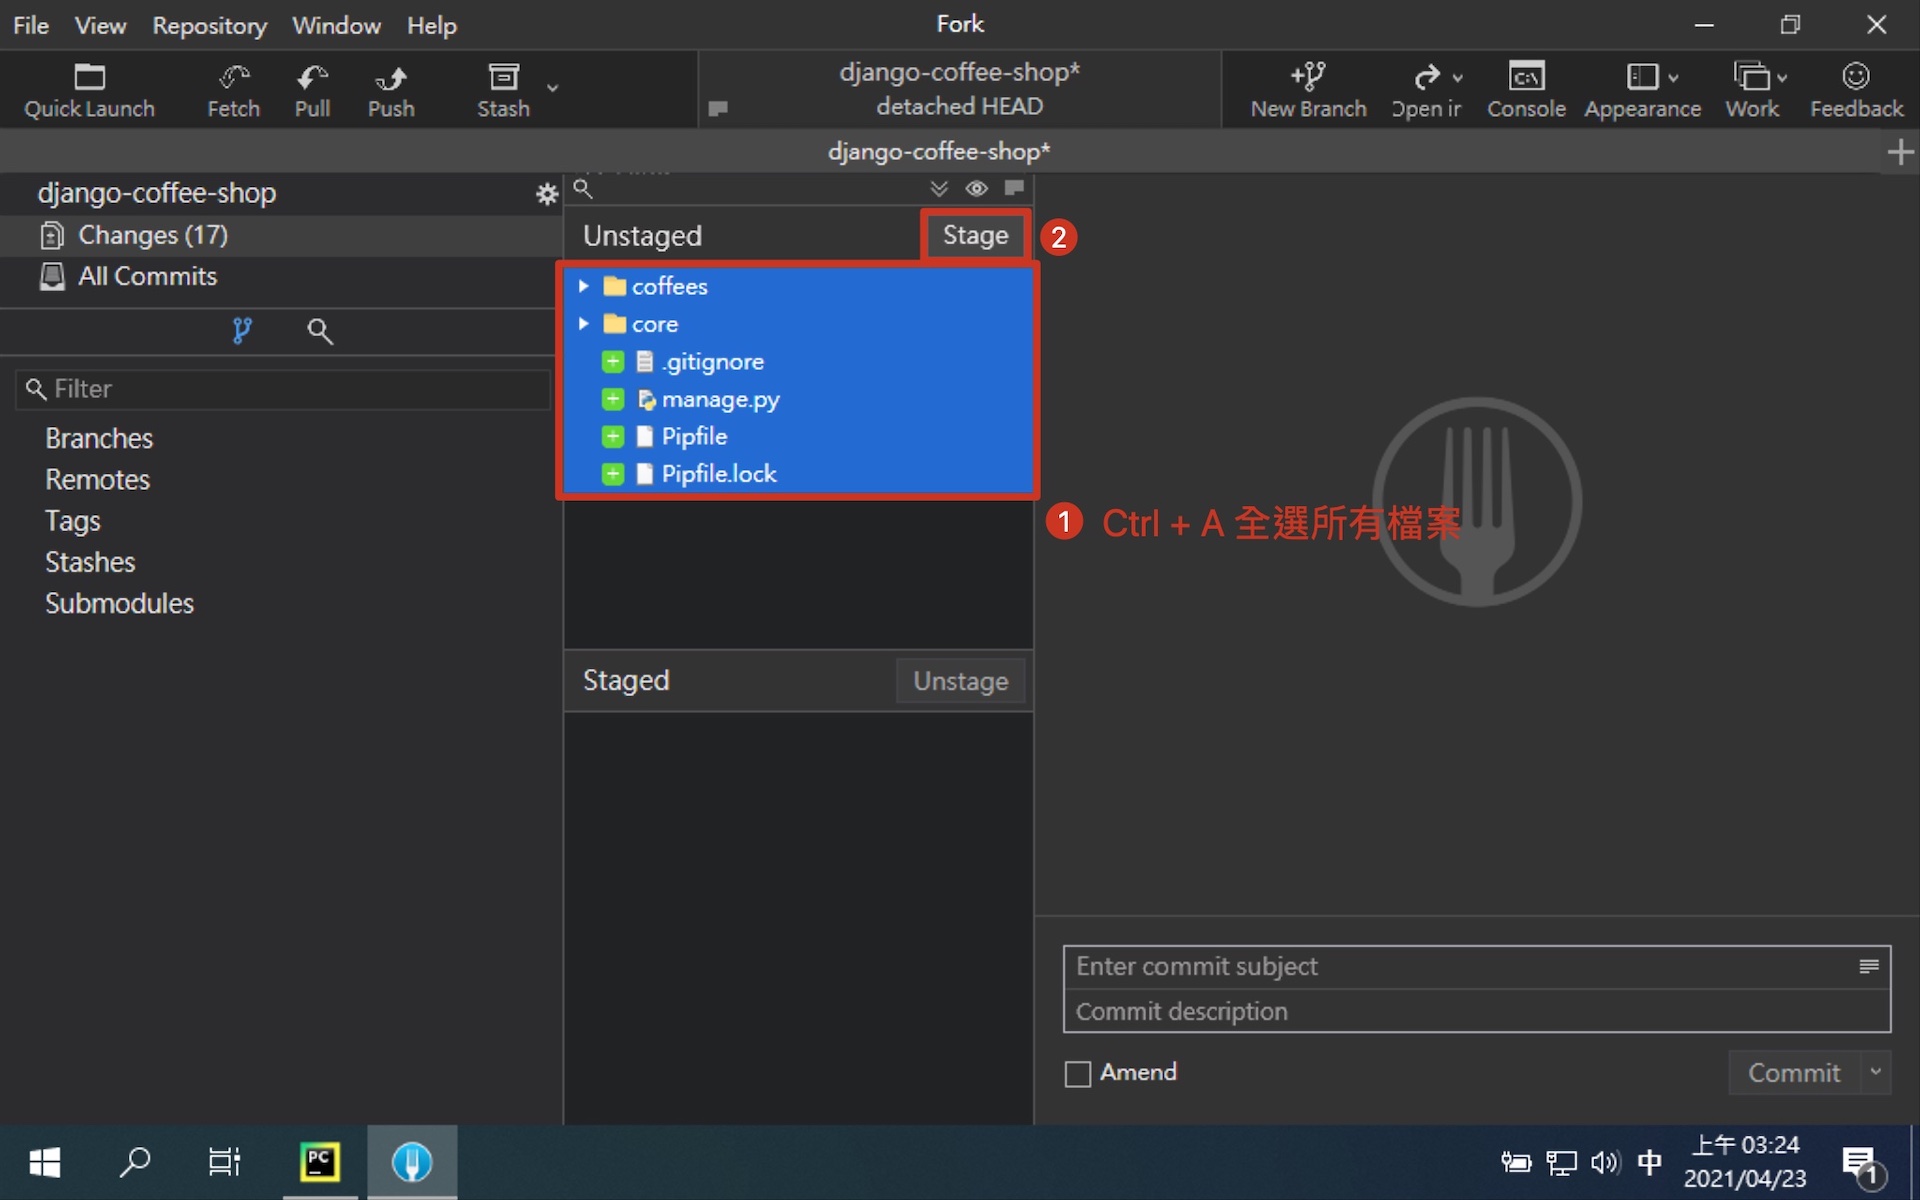 File View Repository Window Help
Fork
Quick Launch
Fetch
Pull
Push
Stash
django-coffee-shop*
detached HEAD
New Branch
Open in
Console
Appearance
Work
Feedback
django-coffee-shop*
django-coffee-shop
Changes (17)
All Commits
Filter
Branches
Remotes
Tags
Stashes
Submodules
Unstaged
Stage
2
coffees
core
.gitignore
manage.py
Pipfile
Pipfile.lock
1 Ctrl + A 全選所有檔案
Staged
Unstage
Enter commit subject
Commit description
Amend
Commit
PC
中
上午 03:24
2021/04/23
1